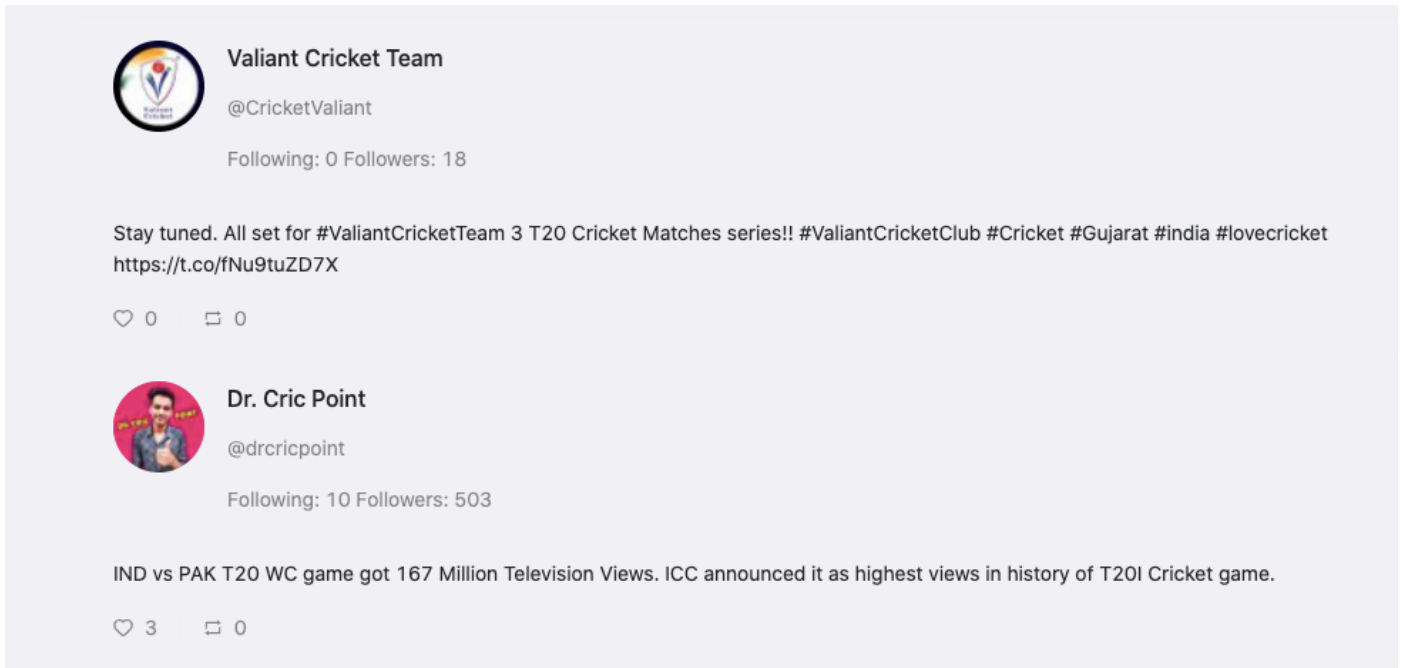 Valiant Cricket Team
@CricketValiant
Following: 0 Followers: 18
Stay tuned. All set for #ValiantCricketTeam 3 T20 Cricket Matches series!! #ValiantCricketClub #Cricket #Gujarat #india #lovecricket
https://t.co/fNu9tuZD7X
0 0
Dr. Cric Point
@drcricpoint
Following: 10 Followers: 503
IND vs PAK T20 WC game got 167 Million Television Views. ICC announced it as highest views in history of T20I Cricket game.
3 0